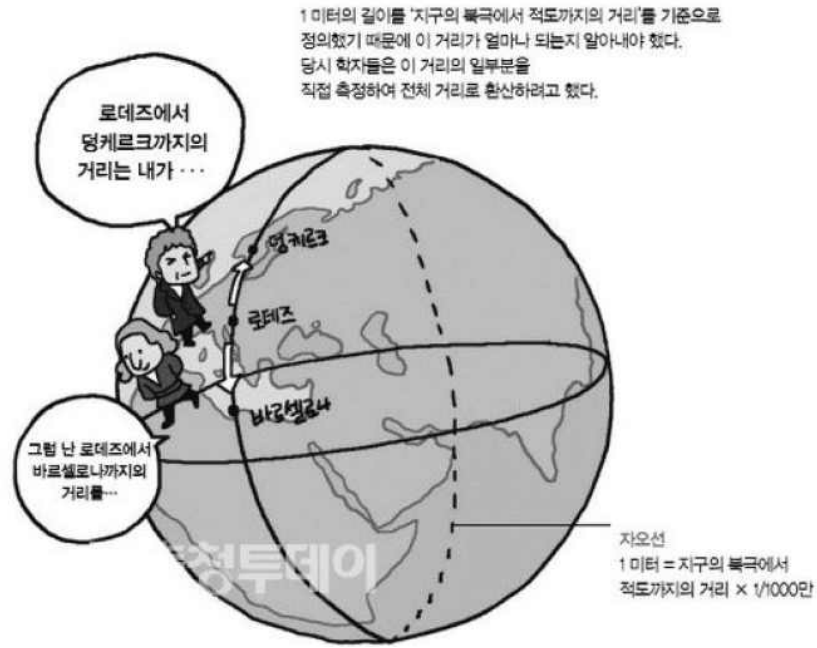 1 미터의 길이를 '지구의 북극에서 적도까지의 거리'를 기준으로
정의했기 때문에 이 거리가 얼마나 되는지 알아내야 했다.
당시 학자들은 이 거리의 일부분을
직접 측정하여 전체 거리로 환산하려고 했다.
로데즈에서
덩케르크까지의
거리는 내가 …
덩케르크
로데즈
바르셀로나
그럼 난 로데즈에서
바르셀로나까지의
거리를…
청투데이
자오선
1 미터 = 지구의 북극에서
적도까지의 거리 × 1/1000만